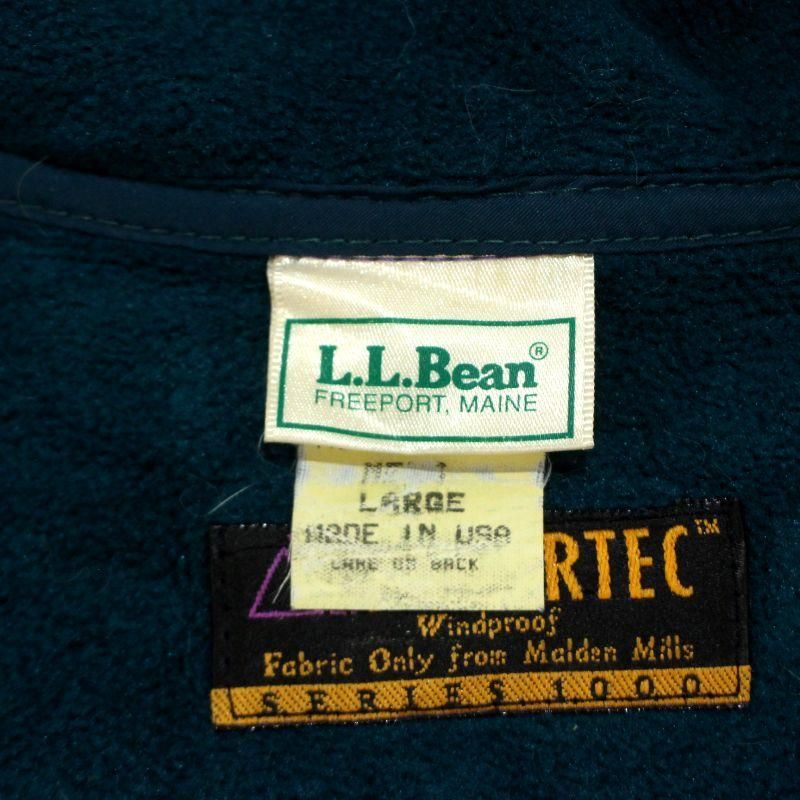 L.L.Bean®
FREEPORT, MAINE
LARGE
MADE IN USA
CARE ON BACK
RTEC™
Windproof
Fabric Only from Malden Mills
SERIES 1000